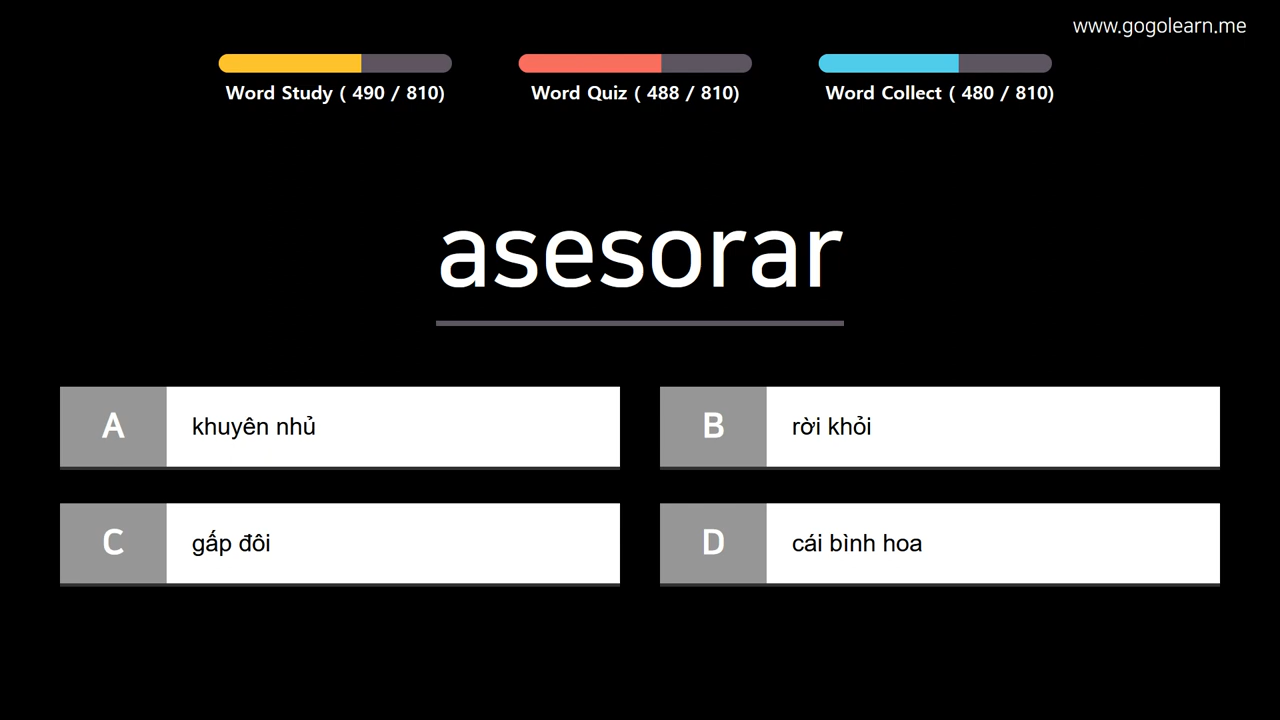 www.gogolearn.me
Word Study ( 490 / 810)
Word Quiz ( 488 / 810)
Word Collect ( 480 / 810)
asesorar
A
khuyên nhủ
B
rời khỏi
C
gấp đôi
D
cái bình hoa